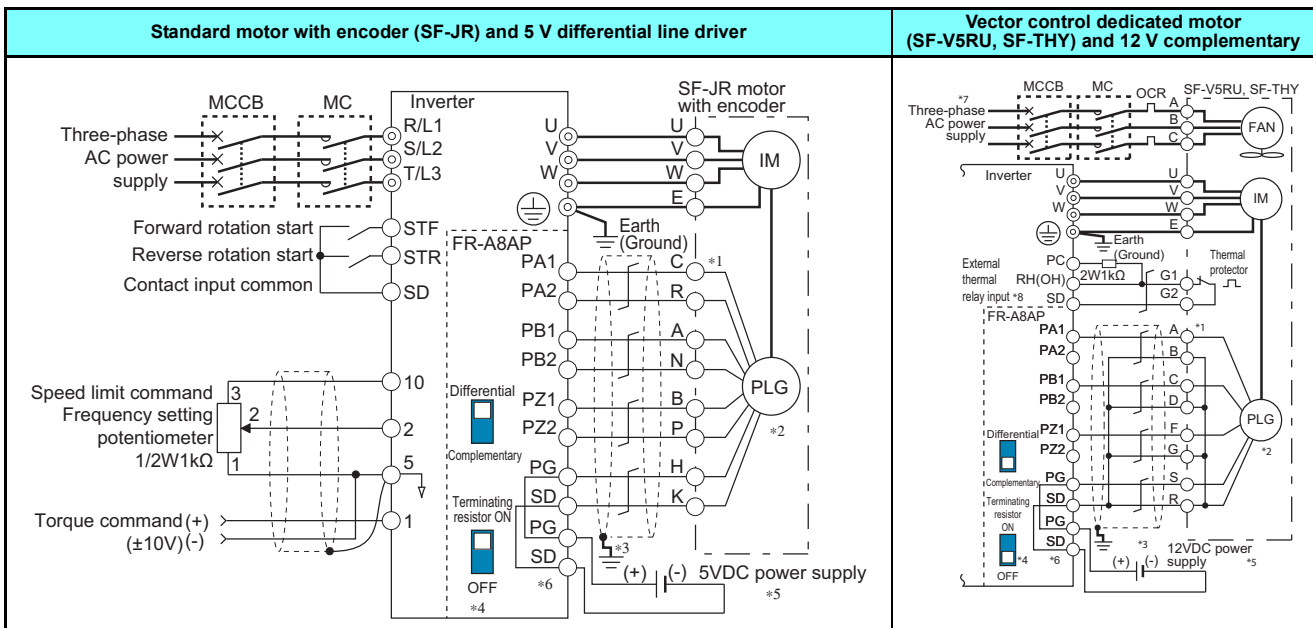 Standard motor with encoder (SF-JR) and 5 V differential line driver
Vector control dedicated motor
(SF-V5RU, SF-THY) and 12 V complementary
MCCB
MC
Inverter
SF-JR motor
with encoder
Three-phase
AC power
supply
R/L1
S/L2
T/L3
U
V
W
U
V
W
E
IM
Earth
(Ground)
Forward rotation start
Reverse rotation start
Contact input common
STF
STR
SD
FR-A8AP
PA1
PA2
PB1
PB2
PZ1
PZ2
PG
SD
PG
SD
C
R
A
N
B
P
H
K
*1
PLG
*2
Differential
Complementary
Terminating
resistor ON
OFF
*4
*6
*3
(+)
(-)
5VDC power supply
*5
Speed limit command
Frequency setting
potentiometer
1/2W1kΩ
3
2
1
10
2
5
1
Torque command(+)
(±10V)(-)
*7
Three-phase
AC power
supply
MCCB
MC
OCR
SF-V5RU, SF-THY
A
B
C
FAN
Inverter
U
V
W
U
V
W
E
IM
Earth
(Ground)
External
thermal
relay input *8
PC
RH(OH)
SD
2W1kΩ
G1
G2
Thermal
protector
FR-A8AP
PA1
PA2
PB1
PB2
PZ1
PZ2
PG
SD
PG
SD
A
B
C
D
F
G
S
R
*1
PLG
*2
Differential
Complementary
Terminating
resistor
ON
OFF
*4
*6
*3
(+)
(-)
12VDC power
supply
*5